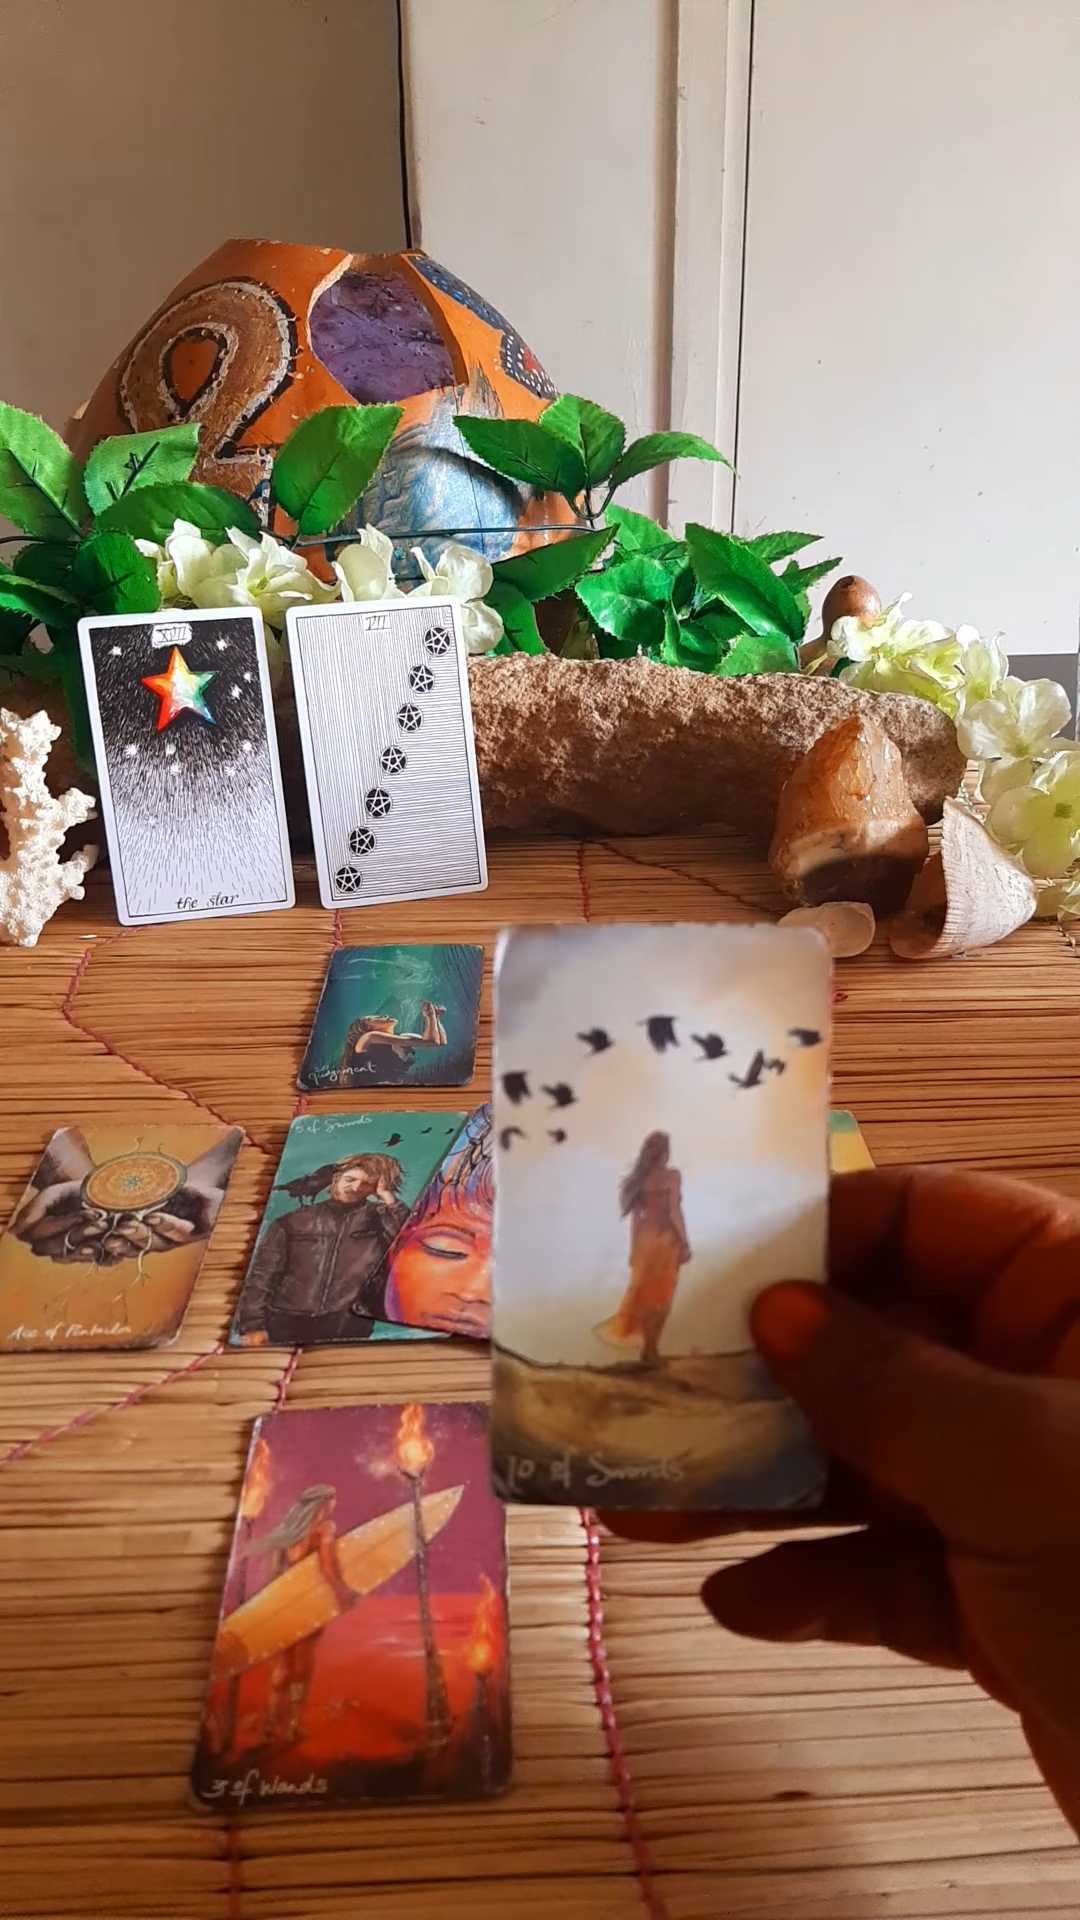 XVII
the star
VII
Judgement
5 of Swords
Ace of Pentacles
10 of Swords
3 of Wands